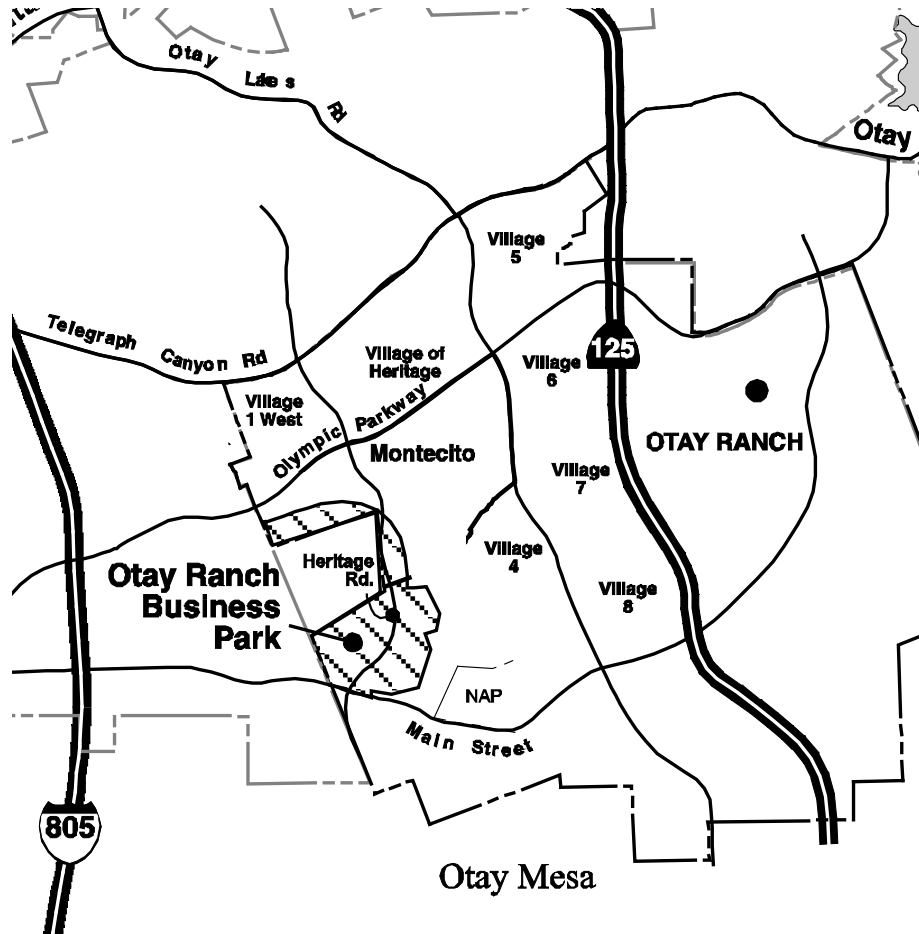 Otay Lakes Rd
Otay
Village
5
Telegraph Canyon Rd
Village of
Heritage
Village
6
125
Village
1 West
Olympic Parkway
Montecito
OTAY RANCH
Village
7
Heritage
Rd.
Village
4
Otay Ranch
Business
Park
Village
8
NAP
Main Street
805
Otay Mesa